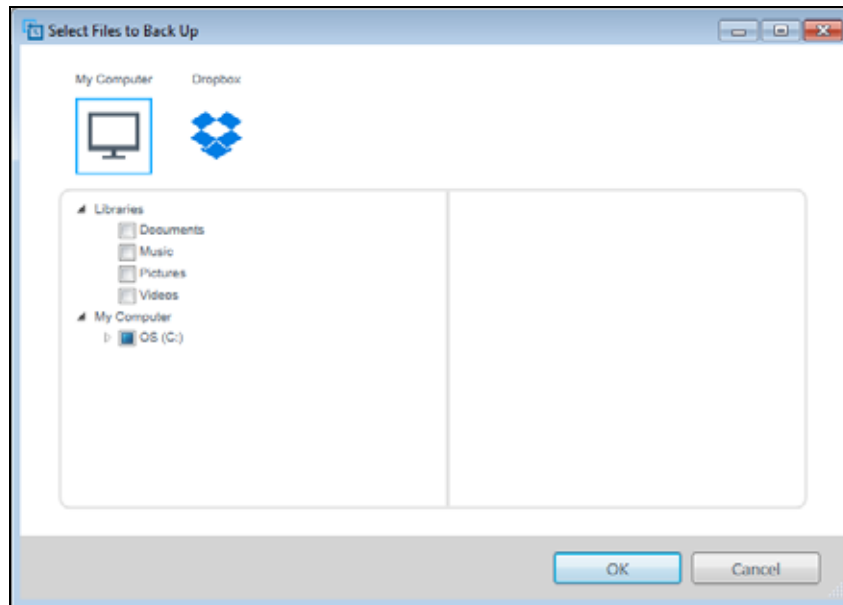 Select Files to Back Up
My Computer Dropbox
Libraries
Documents
Music
Pictures
Videos
My Computer
OS (C:)
OK Cancel